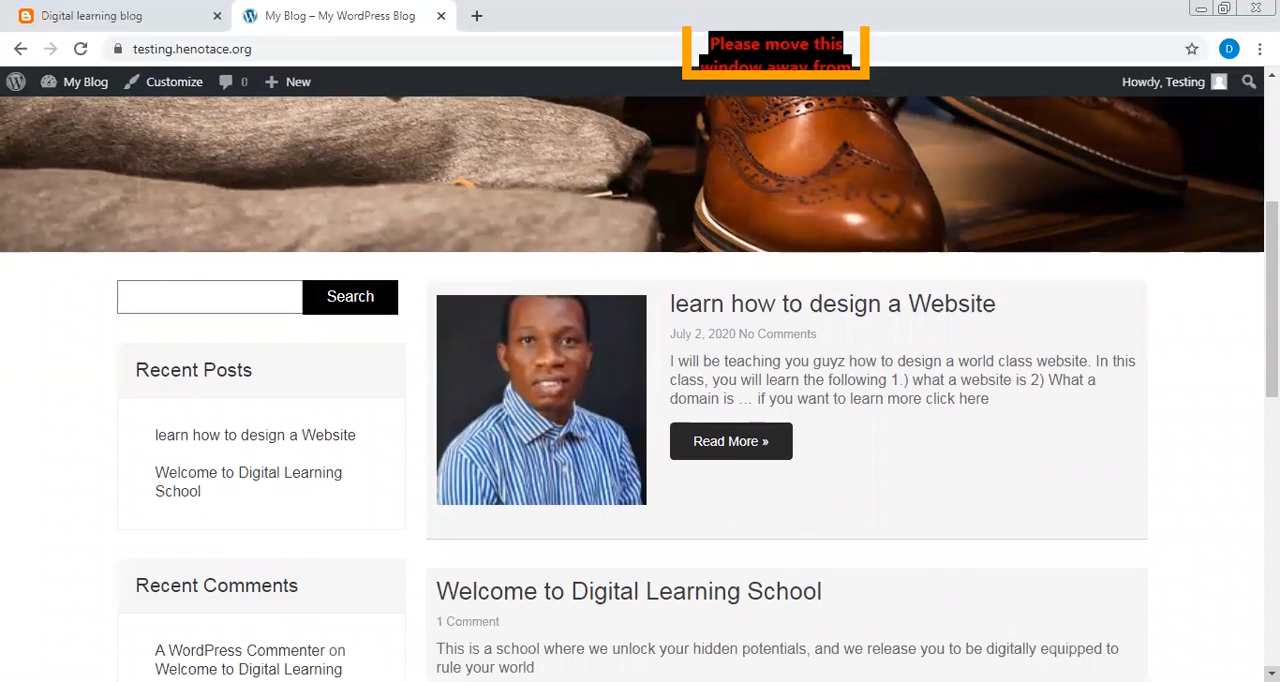 Digital learning blog
My Blog – My WordPress Blog
testing.henotace.org
Please move this
window away from
D
My Blog
Customize
0
New
Howdy, Testing
Search
Recent Posts
learn how to design a Website
Welcome to Digital Learning
School
Recent Comments
A WordPress Commenter on
Welcome to Digital Learning
learn how to design a Website
July 2, 2020 No Comments
I will be teaching you guyz how to design a world class website. In this
class, you will learn the following 1.) what a website is 2) What a
domain is … if you want to learn more click here
Read More »
Welcome to Digital Learning School
1 Comment
This is a school where we unlock your hidden potentials, and we release you to be digitally equipped to
rule your world